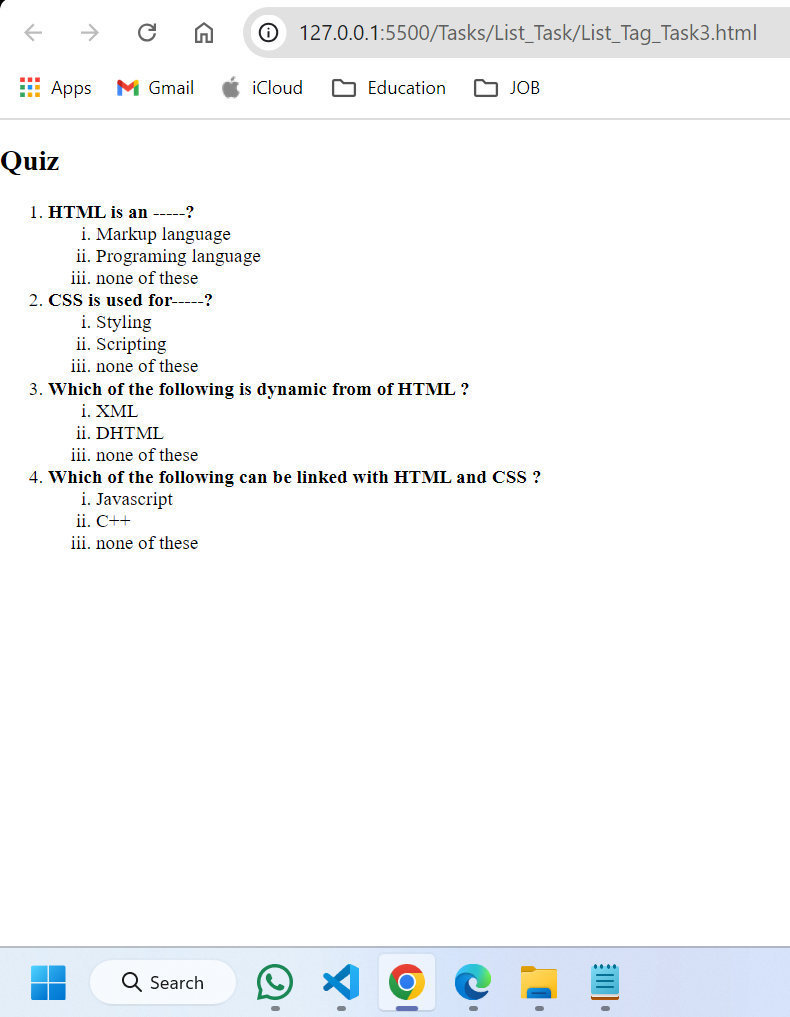 127.0.0.1:5500/Tasks/List_Task/List_Tag_Task3.html
Apps Gmail iCloud Education JOB
Quiz
1. HTML is an -----?
i. Markup language
ii. Programing language
iii. none of these
2. CSS is used for-----?
i. Styling
ii. Scripting
iii. none of these
3. Which of the following is dynamic from of HTML ?
i. XML
ii. DHTML
iii. none of these
4. Which of the following can be linked with HTML and CSS ?
i. Javascript
ii. C++
iii. none of these
Search